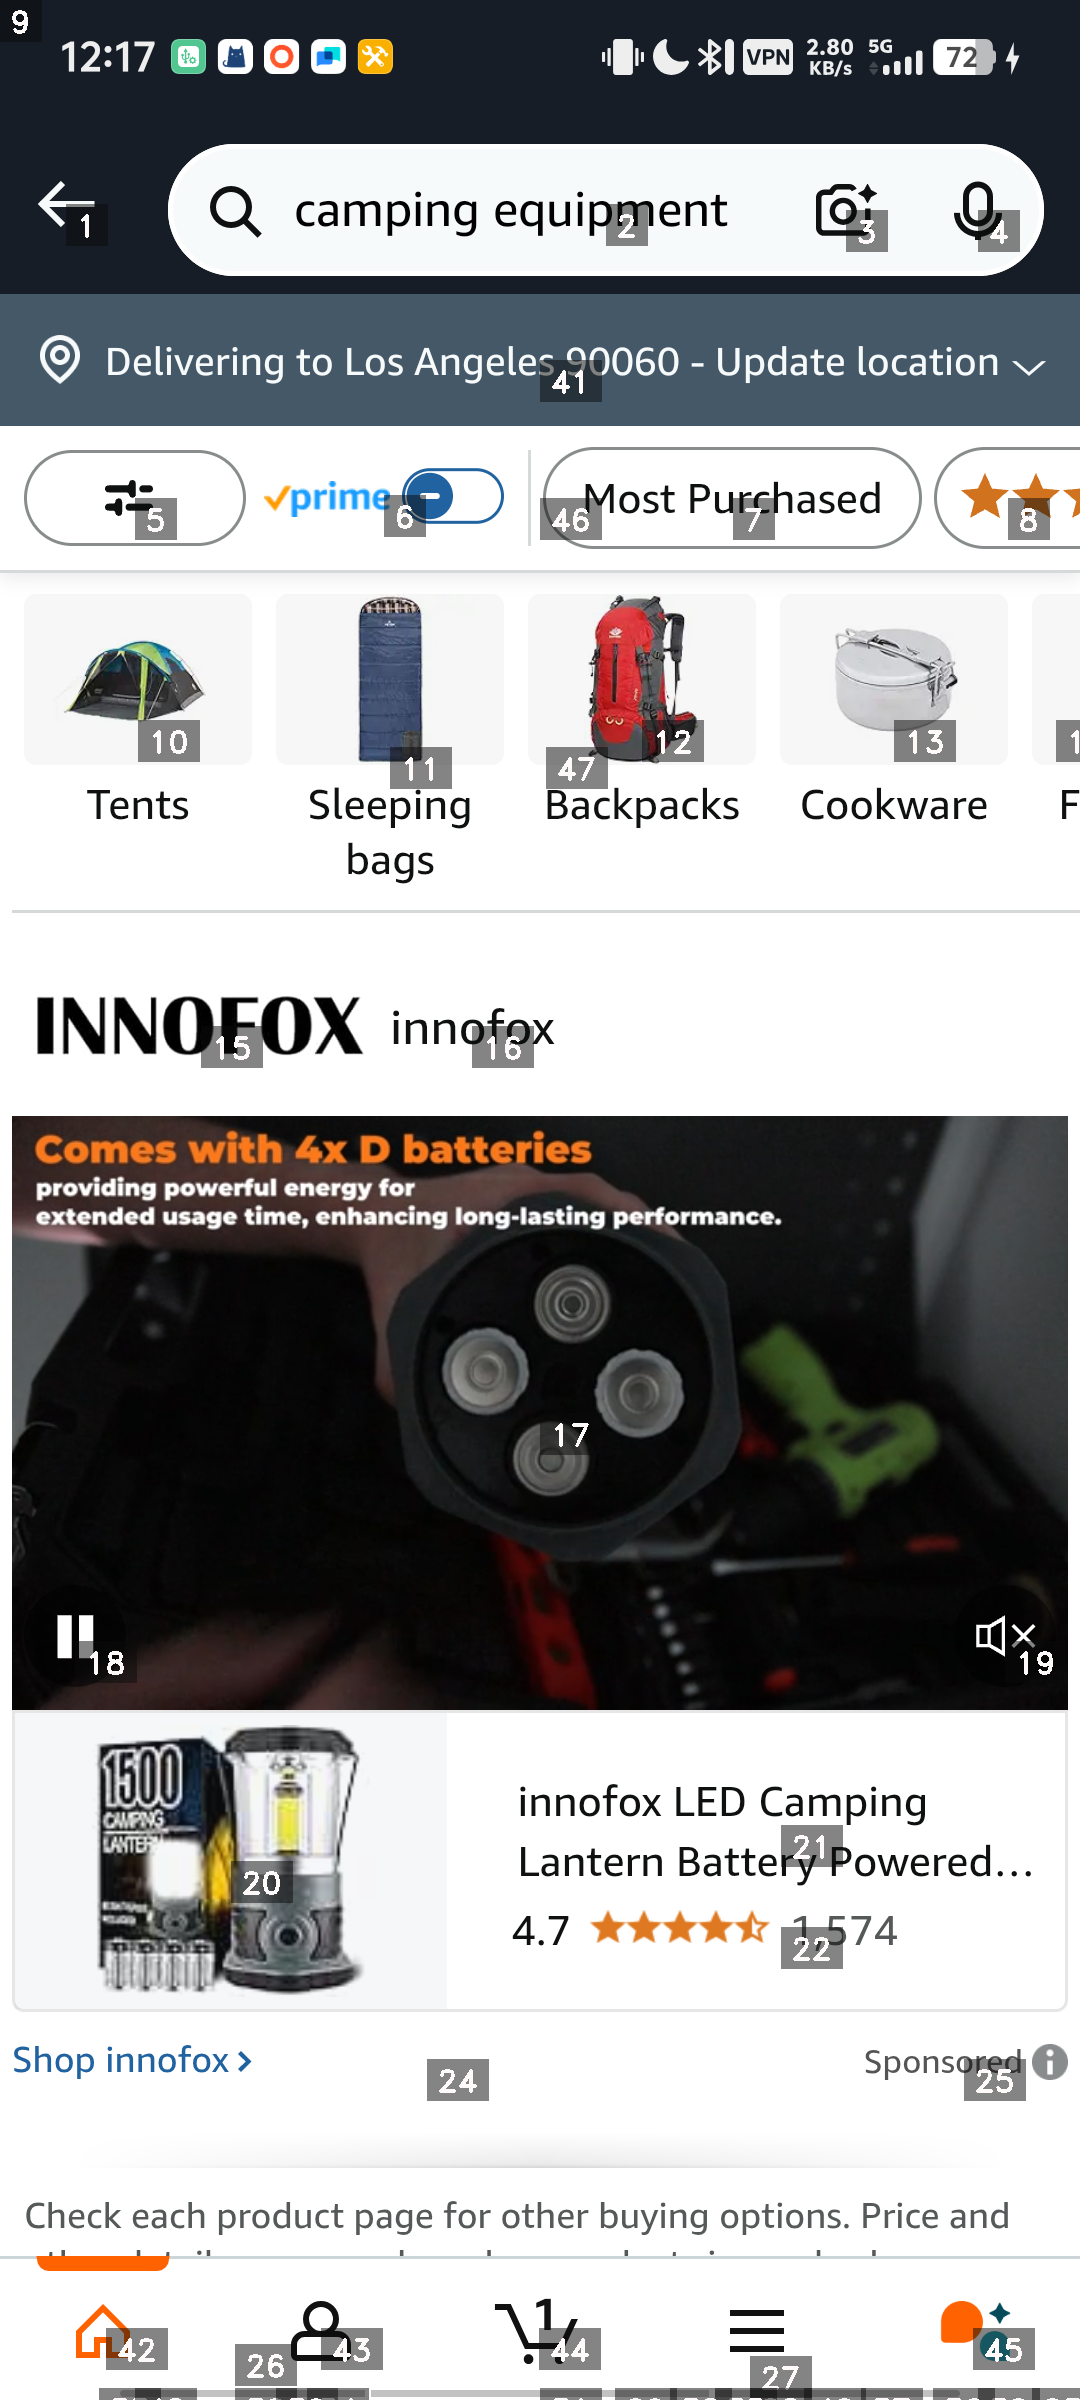 9
12:17
VPN
2.80
KB/s
5G
72
1
camping equipment
2
3
4
Delivering to Los Angeles 90060 - Update location
41
5
prime
6
46
Most Purchased
7
8
10
11
47
12
13
1
Tents
Sleeping
bags
Backpacks
Cookware
F
INNOFOX
15
innofox
16
Comes with 4x D batteries
providing powerful energy for
extended usage time, enhancing long-lasting performance.
17
18
19
1500
CAMPING
LANTERN
20
innofox LED Camping
Lantern Battery Powered...
21
4.7
1,574
22
Shop innofox
24
Sponsored
25
Check each product page for other buying options. Price and
1
42
26
43
44
27
45